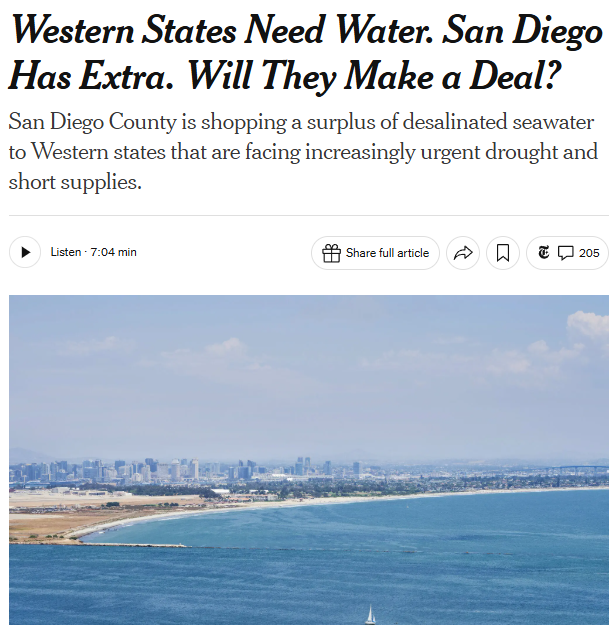 Western States Need Water. San Diego
Has Extra. Will They Make a Deal?
San Diego County is shopping a surplus of desalinated seawater
to Western states that are facing increasingly urgent drought and
short supplies.
Listen · 7:04 min
Share full article
205